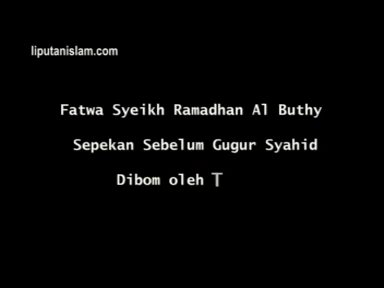 liputanislam.com
Fatwa Syeikh Ramadhan Al Buthy
Sepekan Sebelum Gugur Syahid
Dibom oleh T